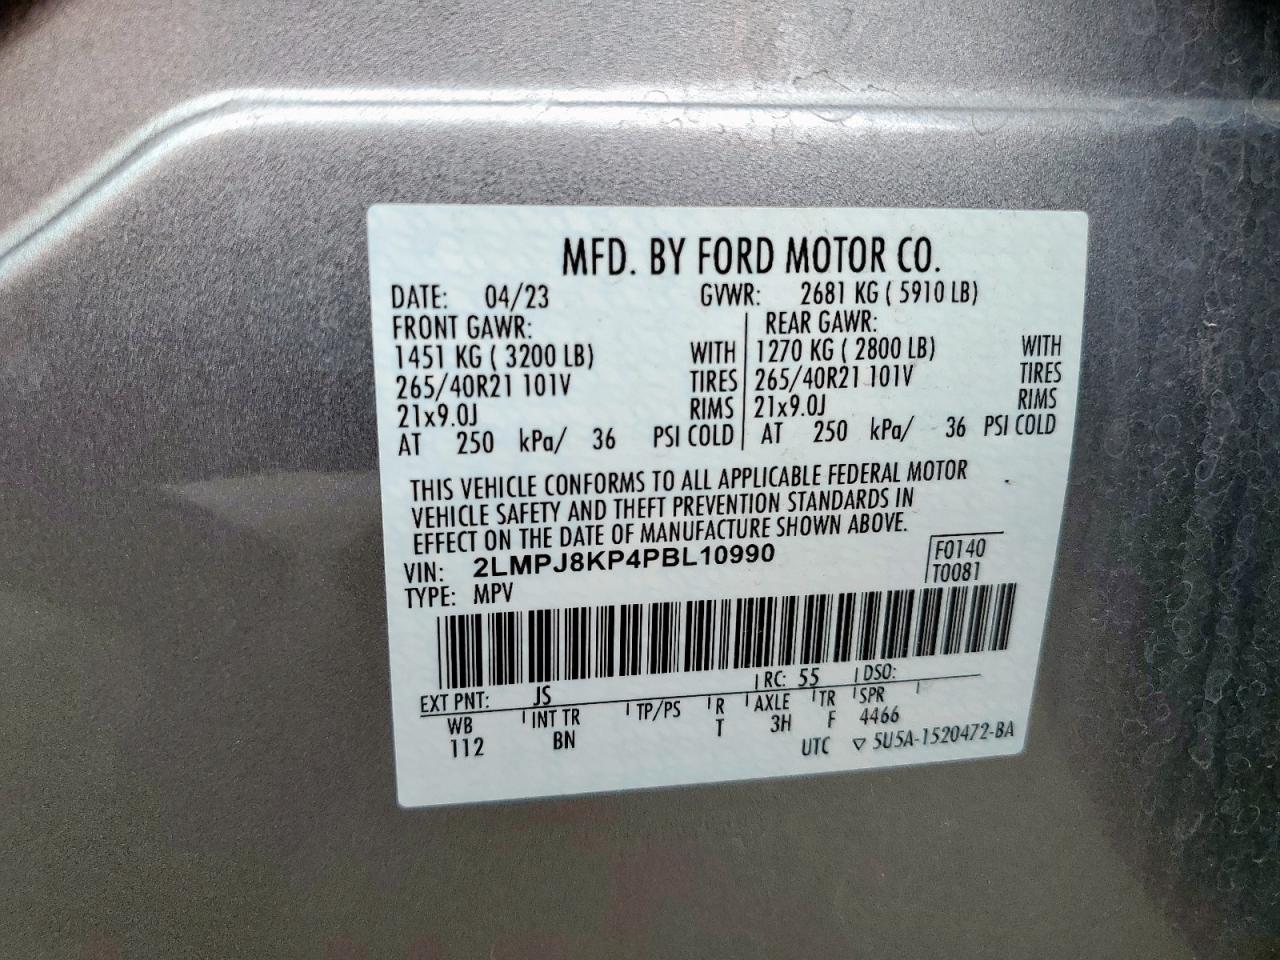 MFD. BY FORD MOTOR CO.
DATE: 04/23 GVWR: 2681 KG ( 5910 LB)
FRONT GAWR: REAR GAWR:
1451 KG ( 3200 LB) WITH 1270 KG ( 2800 LB) WITH
265/40R21 101V TIRES 265/40R21 101V TIRES
21x9.0J RIMS 21x9.0J RIMS
AT 250 kPa/ 36 PSI COLD AT 250 kPa/ 36 PSI COLD
THIS VEHICLE CONFORMS TO ALL APPLICABLE FEDERAL MOTOR
VEHICLE SAFETY AND THEFT PREVENTION STANDARDS IN
EFFECT ON THE DATE OF MANUFACTURE SHOWN ABOVE.
VIN: 2LMPJ8KP4PBL10990 F0140
TYPE: MPV T0081
EXT PNT: JS RC: 55 DSO:
WB INT TR TP/PS R AXLE TR SPR
112 BN T 3H F 4466
UTC ▽ 5U5A-1520472-BA